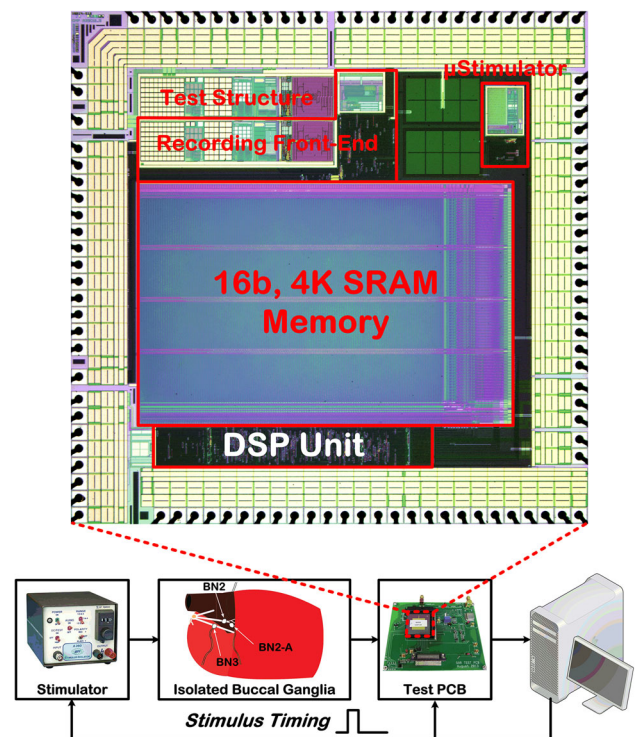 µStimulator
Test Structure
Recording Front-End
16b, 4K SRAM
Memory
DSP Unit
BN2
BN2-A
BN3
Stimulator
Isolated Buccal Ganglia
Test PCB
Stimulus Timing